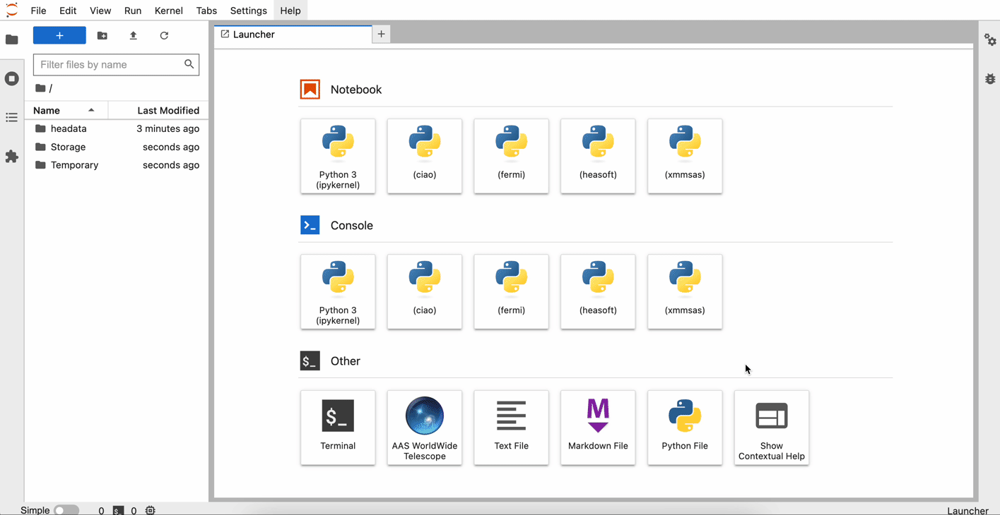 File Edit View Run Kernel Tabs Settings Help
+
Filter files by name
/
Name Last Modified
headata 3 minutes ago
Storage seconds ago
Temporary seconds ago
Launcher +
Notebook
Python 3
(ipykernel)
(ciao)
(fermi)
(heasoft)
(xmmsas)
>_ Console
Python 3
(ipykernel)
(ciao)
(fermi)
(heasoft)
(xmmsas)
$_ Other
$_
Terminal
AAS WorldWide
Telescope
Text File
M
Markdown File
Python File
Show
Contextual Help
Simple 0 $_ 0 Launcher